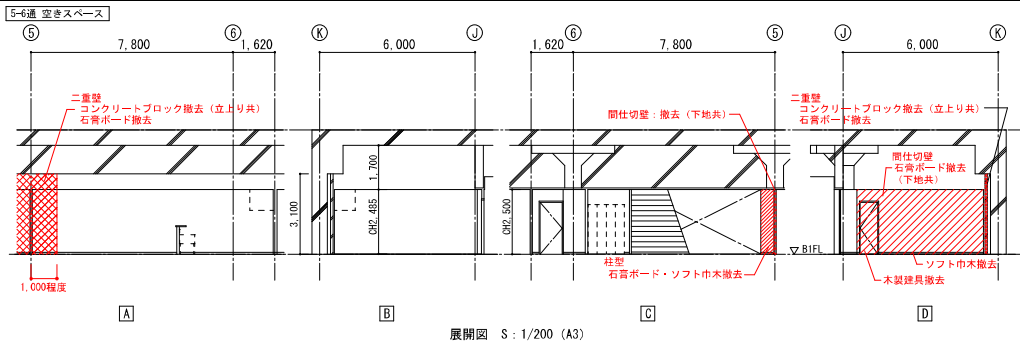 5-6通 空きスペース
5
6
7,800
1,620
二重壁
コンクリートブロック撤去（立上り共）
石膏ボード撤去
3,100
1,000程度
A
K
J
6,000
1,700
CH2,485
B
6
5
1,620
7,800
間仕切壁：撤去（下地共）
CH2,500
柱型
石膏ボード・ソフト巾木撤去
C
J
K
6,000
二重壁
コンクリートブロック撤去（立上り共）
石膏ボード撤去
間仕切壁
石膏ボード撤去
（下地共）
B1FL
ソフト巾木撤去
木製建具撤去
D
展開図 S：1/200（A3）